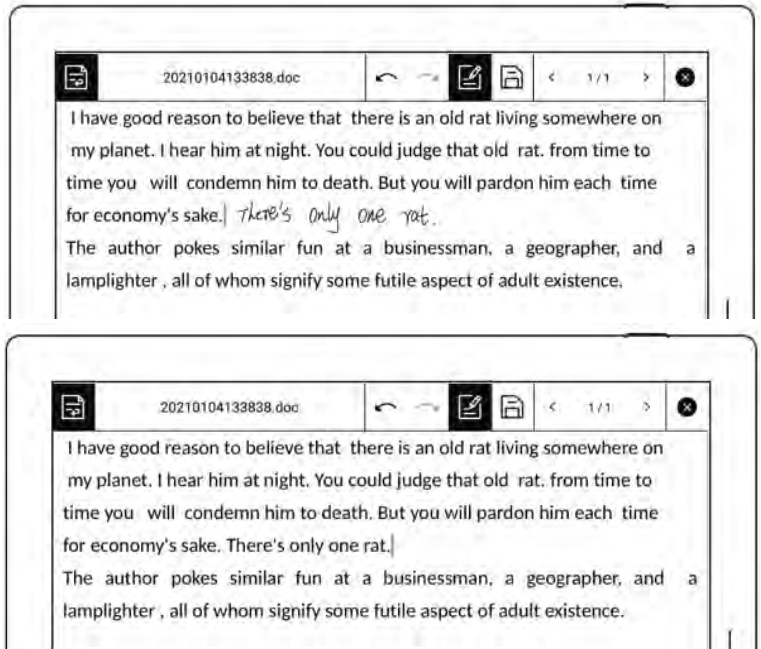 20210104133838.doc 1/1
I have good reason to believe that there is an old rat living somewhere on
my planet. I hear him at night. You could judge that old rat. from time to
time you will condemn him to death. But you will pardon him each time
for economy's sake. There's only one rat.
The author pokes similar fun at a businessman, a geographer, and a
lamplighter , all of whom signify some futile aspect of adult existence.
20210104133838.doc 1/1
I have good reason to believe that there is an old rat living somewhere on
my planet. I hear him at night. You could judge that old rat. from time to
time you will condemn him to death. But you will pardon him each time
for economy's sake. There's only one rat.
The author pokes similar fun at a businessman, a geographer, and a
lamplighter , all of whom signify some futile aspect of adult existence.